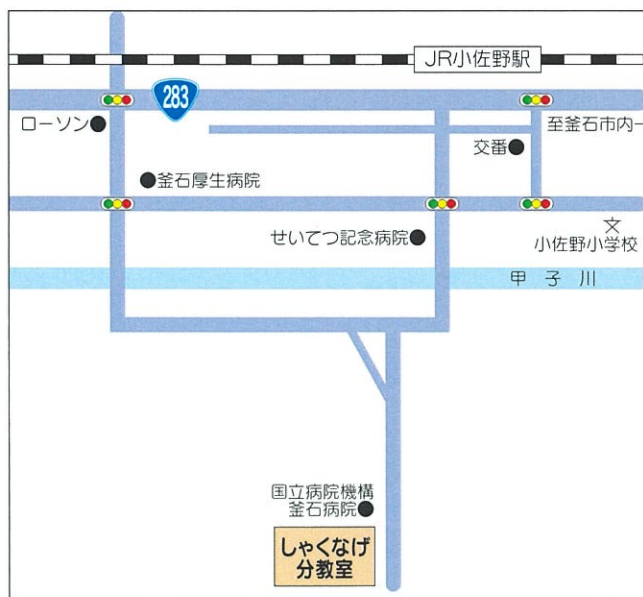 JR小佐野駅
283
ローソン
至釜石市内→
交番
釜石厚生病院
せいてつ記念病院
文
小佐野小学校
甲子川
国立病院機構
釜石病院
しゃくなげ
分教室